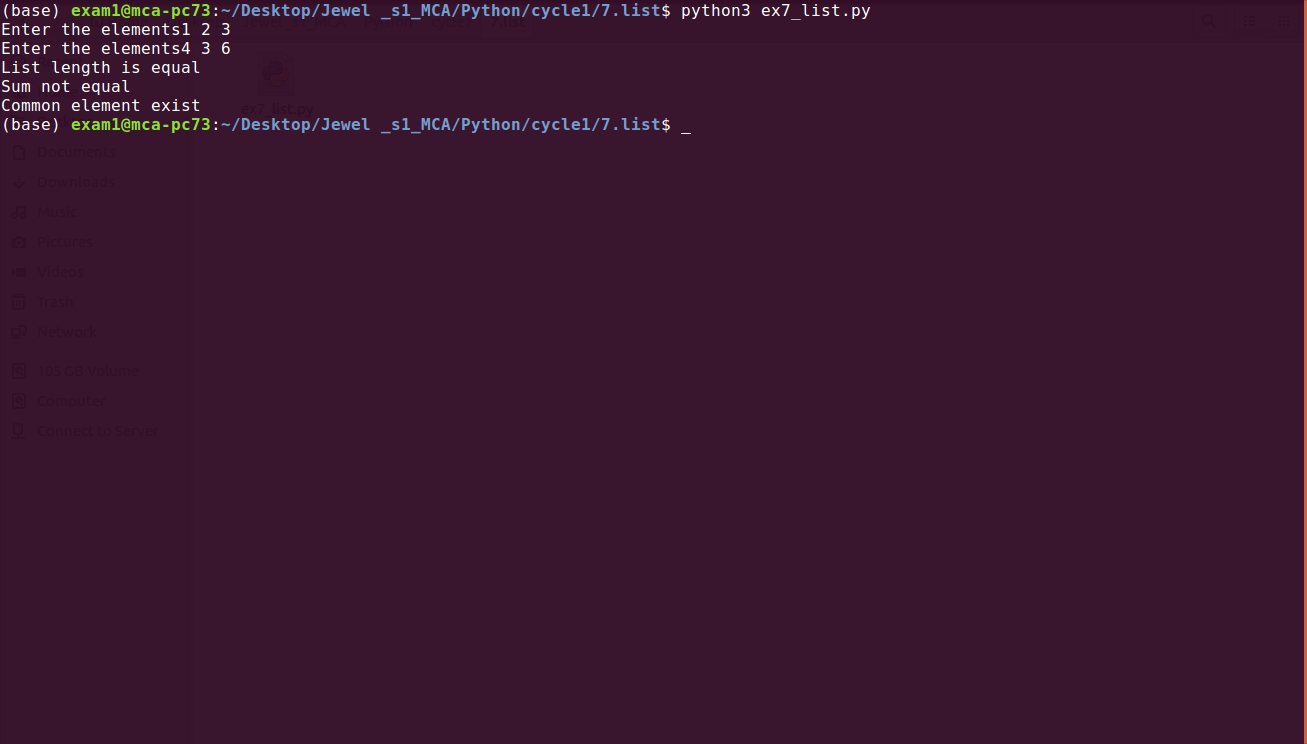 (base) exam1@mca-pc73:~/Desktop/Jewel _s1_MCA/Python/cycle1/7.list$ python3 ex7_list.py
Enter the elements1 2 3
Enter the elements4 3 6
List length is equal
Sum not equal
Common element exist
ex7_list.py
(base) exam1@mca-pc73:~/Desktop/Jewel _s1_MCA/Python/cycle1/7.list$ _
Documents
Downloads
Music
Pictures
Videos
Trash
Network
105 GB Volume
Computer
Connect to Server